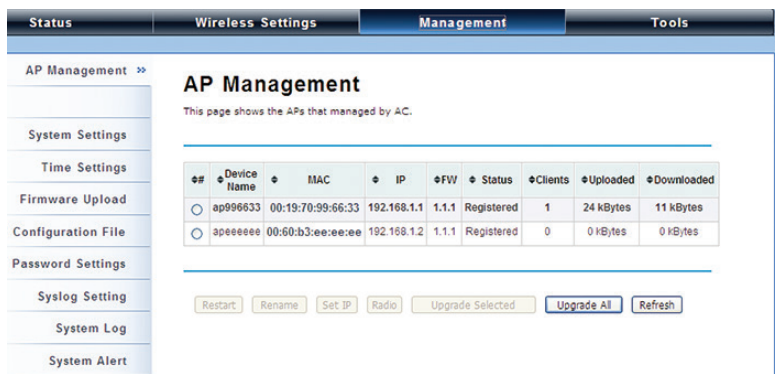 Status Wireless Settings Management Tools
AP Management »
AP Management
This page shows the APs that managed by AC.
System Settings
Time Settings
Firmware Upload
Configuration File
Password Settings
Syslog Setting
System Log
System Alert
# Device Name MAC IP FW Status Clients Uploaded Downloaded
ap996633 00:19:70:99:66:33 192.168.1.1 1.1.1 Registered 1 24 kBytes 11 kBytes
apeeeeee 00:60:b3:ee:ee:ee 192.168.1.2 1.1.1 Registered 0 0 kBytes 0 kBytes
Restart Rename Set IP Radio Upgrade Selected Upgrade All Refresh